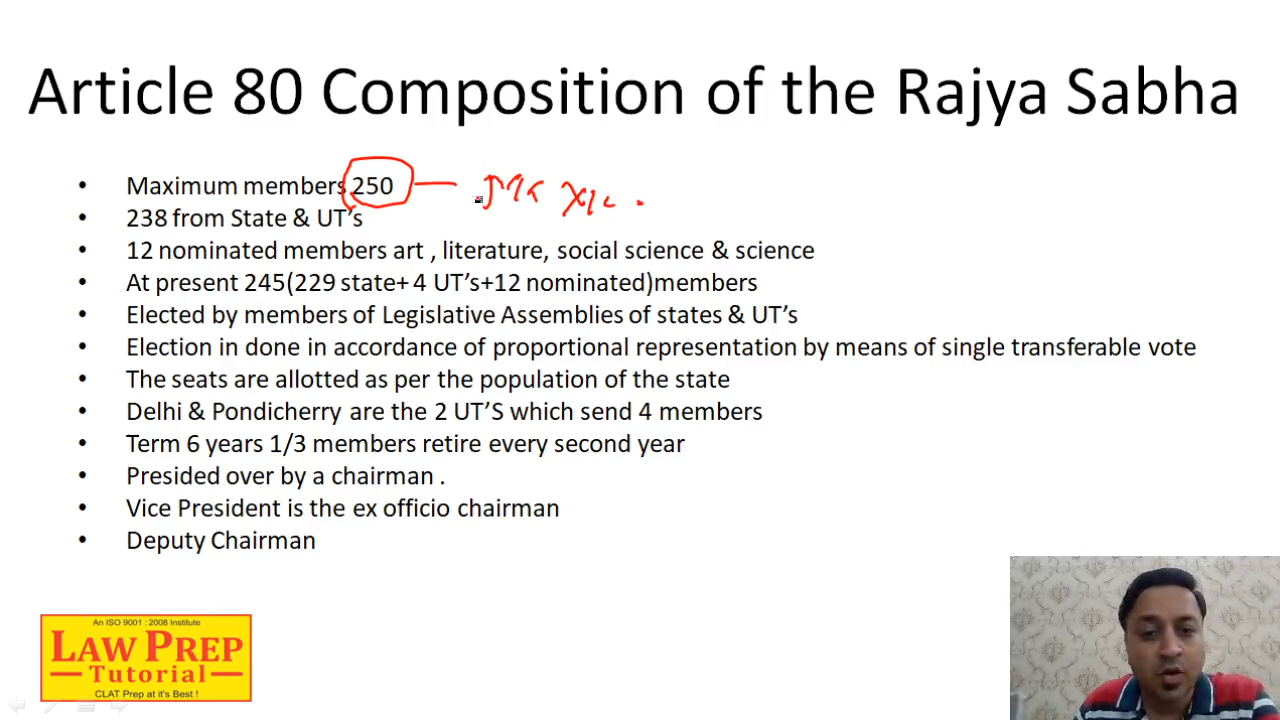 Article 80 Composition of the Rajya Sabha
• Maximum members 250
• 238 from State & UT’s
• 12 nominated members art , literature, social science & science
• At present 245(229 state+ 4 UT’s+12 nominated)members
• Elected by members of Legislative Assemblies of states & UT’s
• Election in done in accordance of proportional representation by means of single transferable vote
• The seats are allotted as per the population of the state
• Delhi & Pondicherry are the 2 UT’S which send 4 members
• Term 6 years 1/3 members retire every second year
• Presided over by a chairman .
• Vice President is the ex officio chairman
• Deputy Chairman
An ISO 9001 : 2008 Institute
LAW PREP
Tutorial
CLAT Prep at it's Best !